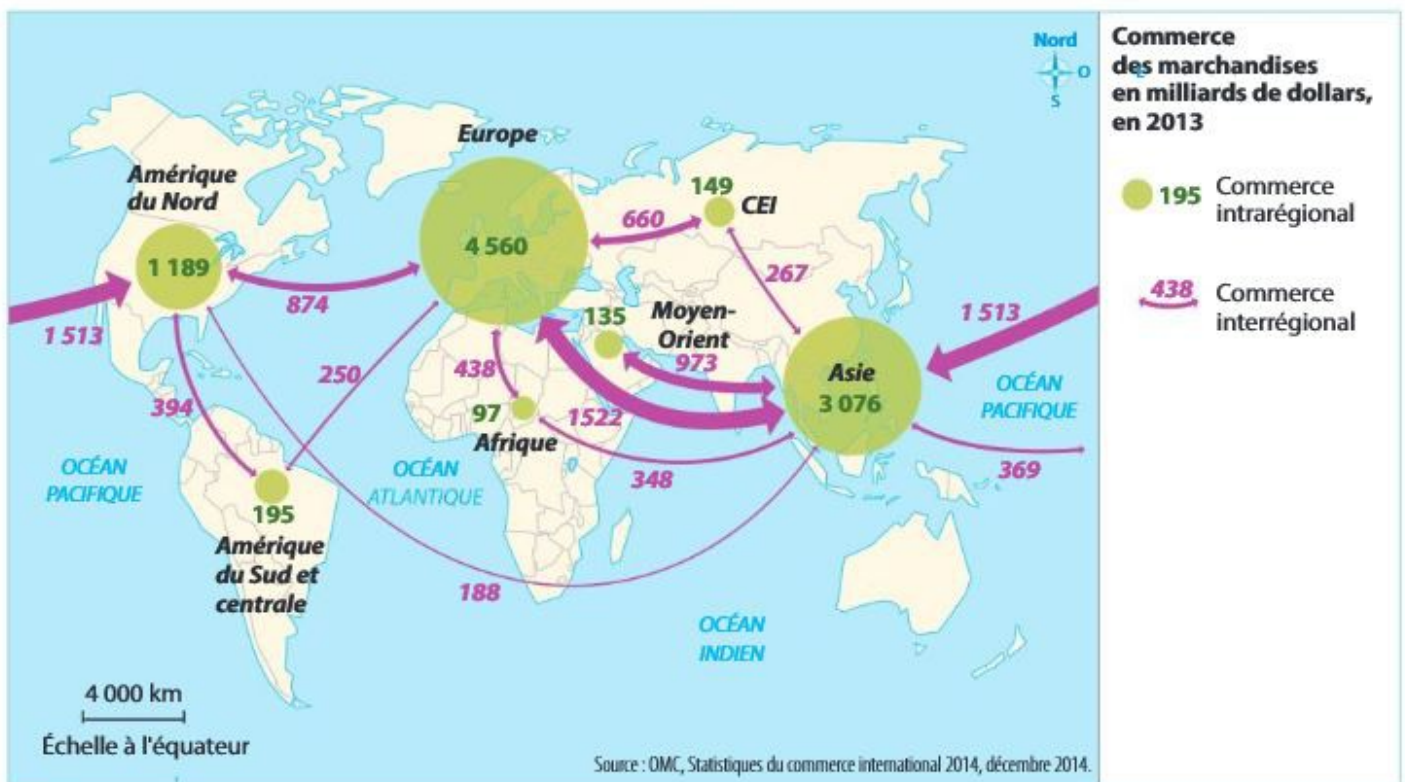 Nord
O
E
S
Commerce
des marchandises
en milliards de dollars,
en 2013
195 Commerce
intrarégional
438 Commerce
interrégional
Europe
4 560
Amérique
du Nord
1 189
149
CEI
660
874
267
1 513
135
Moyen-
Orient
973
1 513
Asie
3 076
250
438
394
97
Afrique
1522
OCÉAN
PACIFIQUE
348
369
OCÉAN
PACIFIQUE
OCÉAN
ATLANTIQUE
195
Amérique
du Sud et
centrale
188
OCÉAN
INDIEN
4 000 km
Échelle à l'équateur
Source : OMC, Statistiques du commerce international 2014, décembre 2014.